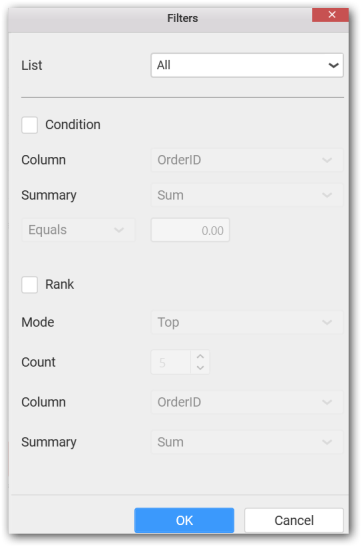 Filters
List All
Condition
Column OrderID
Summary Sum
Equals 0.00
Rank
Mode Top
Count 5
Column OrderID
Summary Sum
OK Cancel